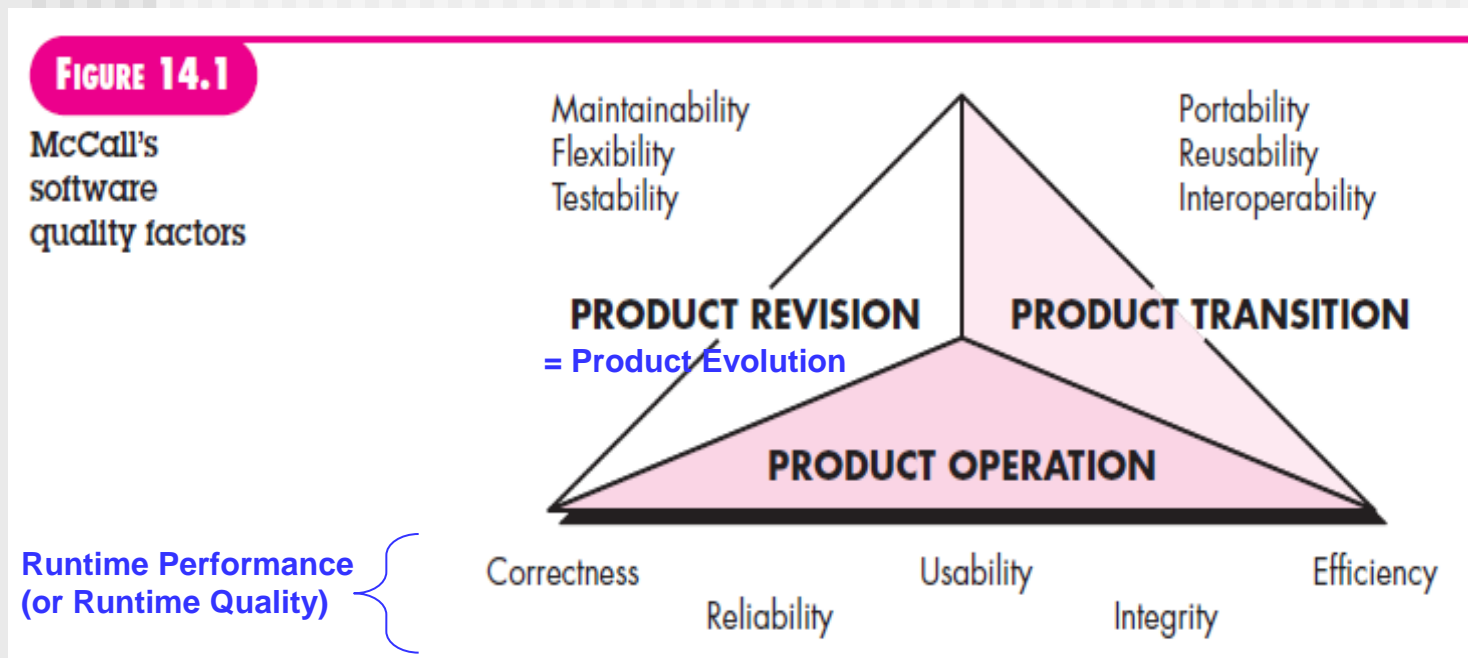 FIGURE 14.1
McCall's
software
quality factors
Maintainability
Flexibility
Testability
Portability
Reusability
Interoperability
PRODUCT REVISION
= Product Evolution
PRODUCT TRANSITION
PRODUCT OPERATION
Runtime Performance
(or Runtime Quality)
Correctness Usability Efficiency
Reliability Integrity